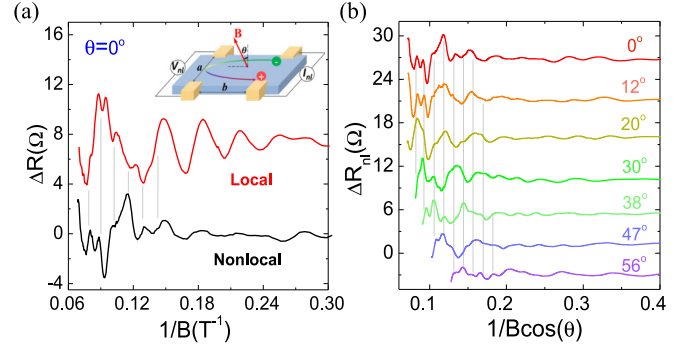 (a)
θ=0°
16
12
8
4
0
-4
ΔR(Ω)
B
θ
V_nl
a
b
I_nl
-
+
Local
Nonlocal
0.06 0.12 0.18 0.24 0.30
1/B(T⁻¹)
(b)
30
24
18
12
6
0
ΔR_nl(Ω)
0°
12°
20°
30°
38°
47°
56°
0.1 0.2 0.3 0.4
1/Bcos(θ)